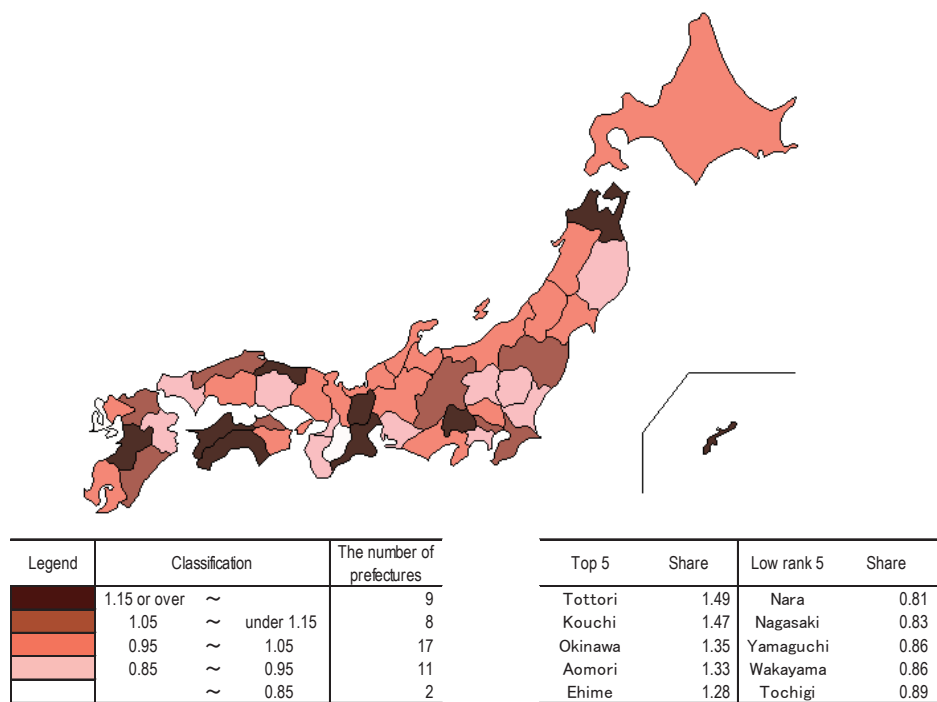 Legend Classification The number of prefectures
1.15 or over ～ 9
1.05 ～ under 1.15 8
0.95 ～ 1.05 17
0.85 ～ 0.95 11
～ 0.85 2
Top 5 Share Low rank 5 Share
Tottori 1.49 Nara 0.81
Kouchi 1.47 Nagasaki 0.83
Okinawa 1.35 Yamaguchi 0.86
Aomori 1.33 Wakayama 0.86
Ehime 1.28 Tochigi 0.89